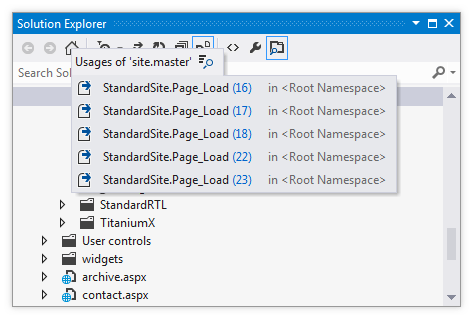 Solution Explorer
Usages of 'site.master'
Search Sol
StandardSite.Page_Load (16) in <Root Namespace>
StandardSite.Page_Load (17) in <Root Namespace>
StandardSite.Page_Load (18) in <Root Namespace>
StandardSite.Page_Load (22) in <Root Namespace>
StandardSite.Page_Load (23) in <Root Namespace>
StandardRTL
TitaniumX
User controls
widgets
archive.aspx
contact.aspx